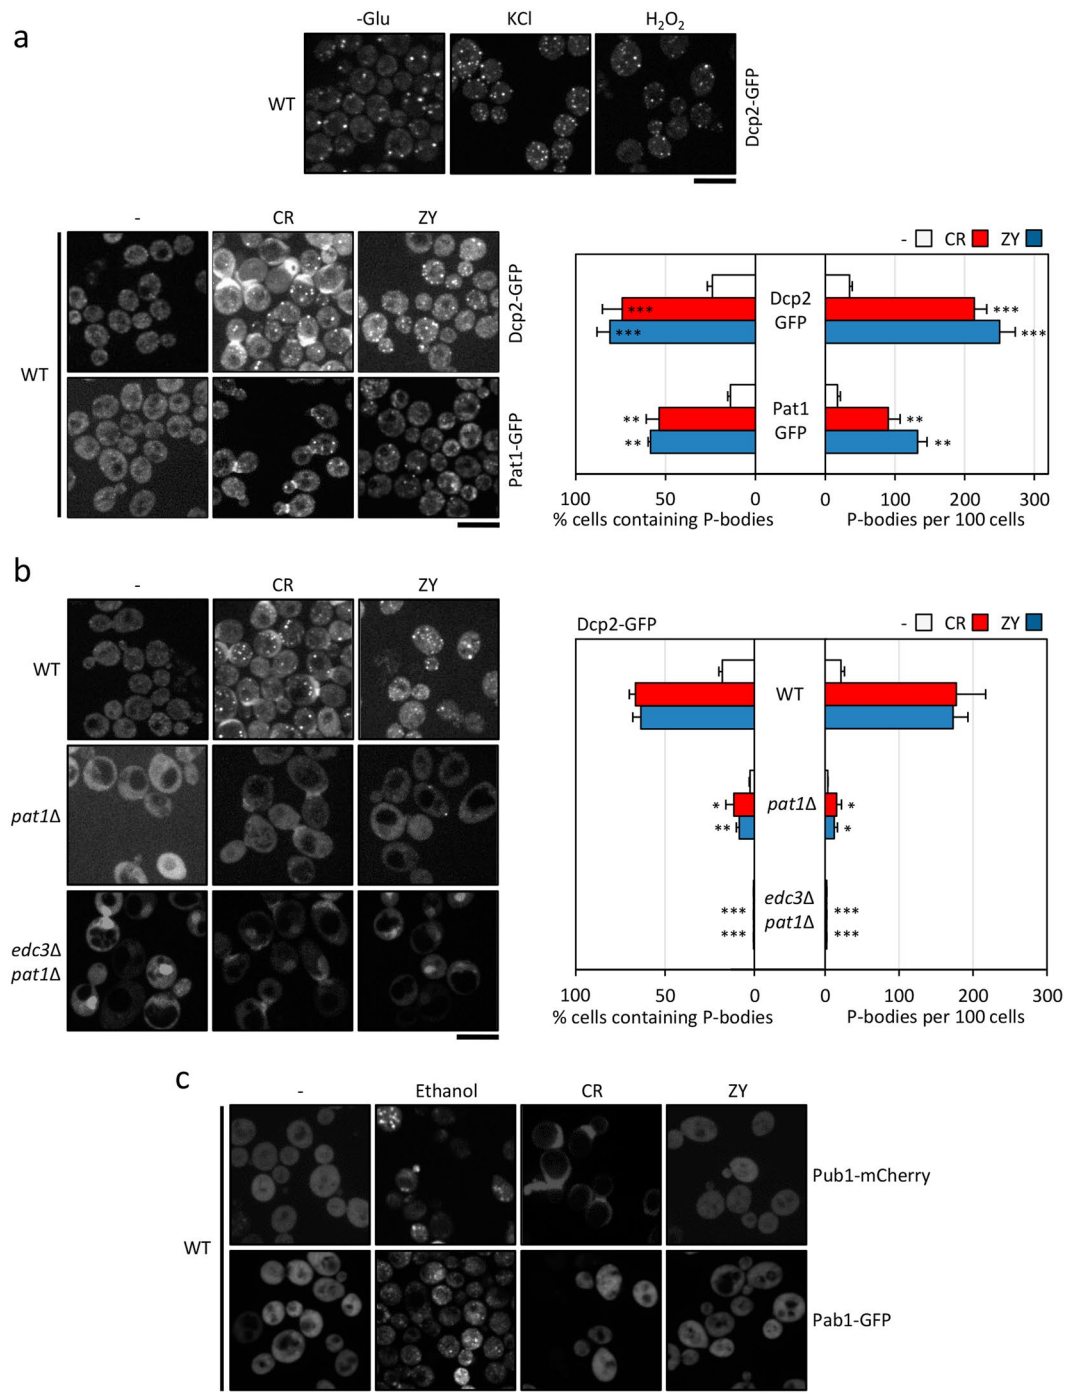 a
-Glu KCl H2O2
WT
Dcp2-GFP
- CR ZY
WT
Dcp2-GFP
Pat1-GFP
- CR ZY
Dcp2
GFP
*** ***
*** ***
Pat1
GFP
** **
** **
100 50 0 0 100 200 300
% cells containing P-bodies P-bodies per 100 cells
b
- CR ZY
WT
pat1Δ
edc3Δ
pat1Δ
Dcp2-GFP - CR ZY
WT
* pat1Δ *
** *
edc3Δ
*** pat1Δ ***
*** ***
100 50 0 0 100 200 300
% cells containing P-bodies P-bodies per 100 cells
c
- Ethanol CR ZY
WT
Pub1-mCherry
Pab1-GFP